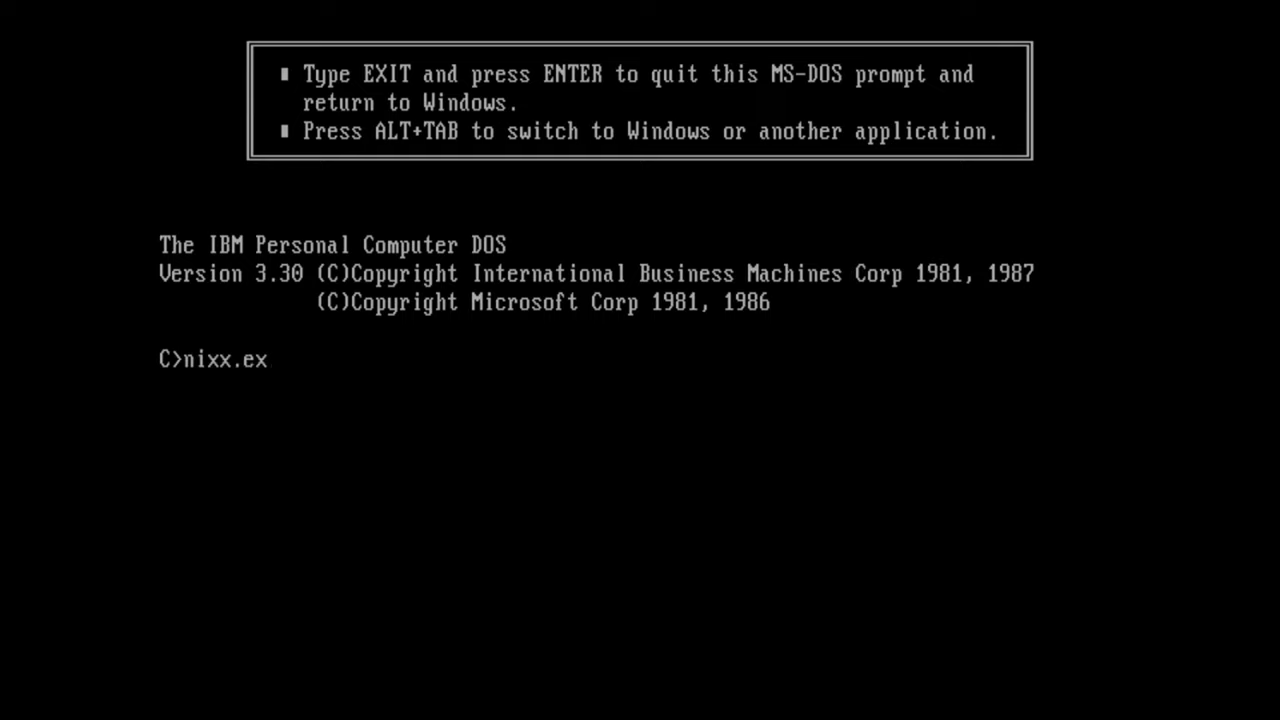 Type EXIT and press ENTER to quit this MS-DOS prompt and
return to Windows.
Press ALT+TAB to switch to Windows or another application.
The IBM Personal Computer DOS
Version 3.30 (C)Copyright International Business Machines Corp 1981, 1987
(C)Copyright Microsoft Corp 1981, 1986
C>nixx.ex